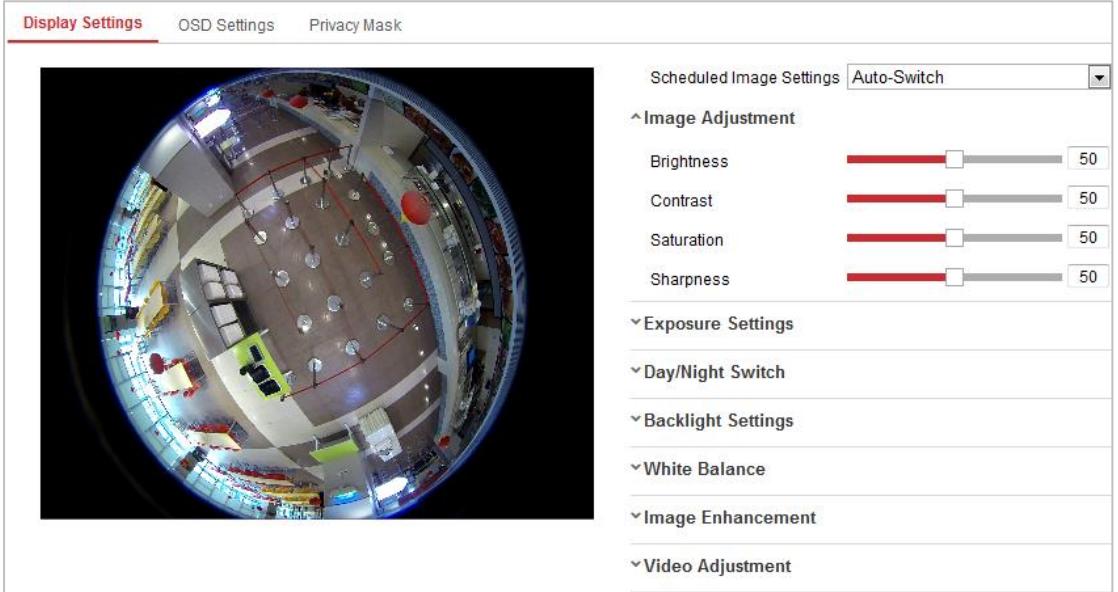 Display Settings OSD Settings Privacy Mask
Scheduled Image Settings Auto-Switch
Image Adjustment
Brightness 50
Contrast 50
Saturation 50
Sharpness 50
Exposure Settings
Day/Night Switch
Backlight Settings
White Balance
Image Enhancement
Video Adjustment